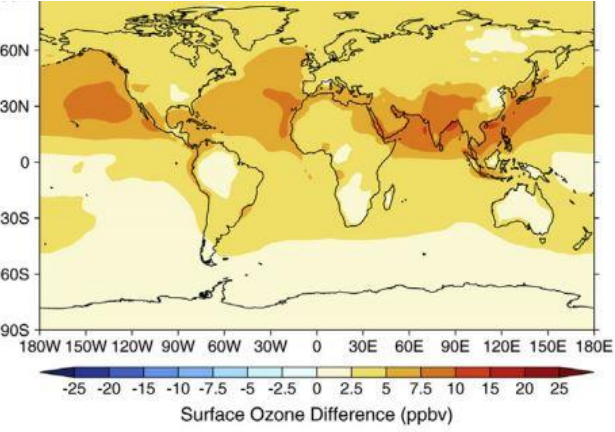 60N
30N
0
30S
60S
90S
180W 150W 120W 90W 60W 30W 0 30E 60E 90E 120E 150E 180E
-25 -20 -15 -10 -7.5 -5 -2.5 0 2.5 5 7.5 10 15 20 25
Surface Ozone Difference (ppbv)